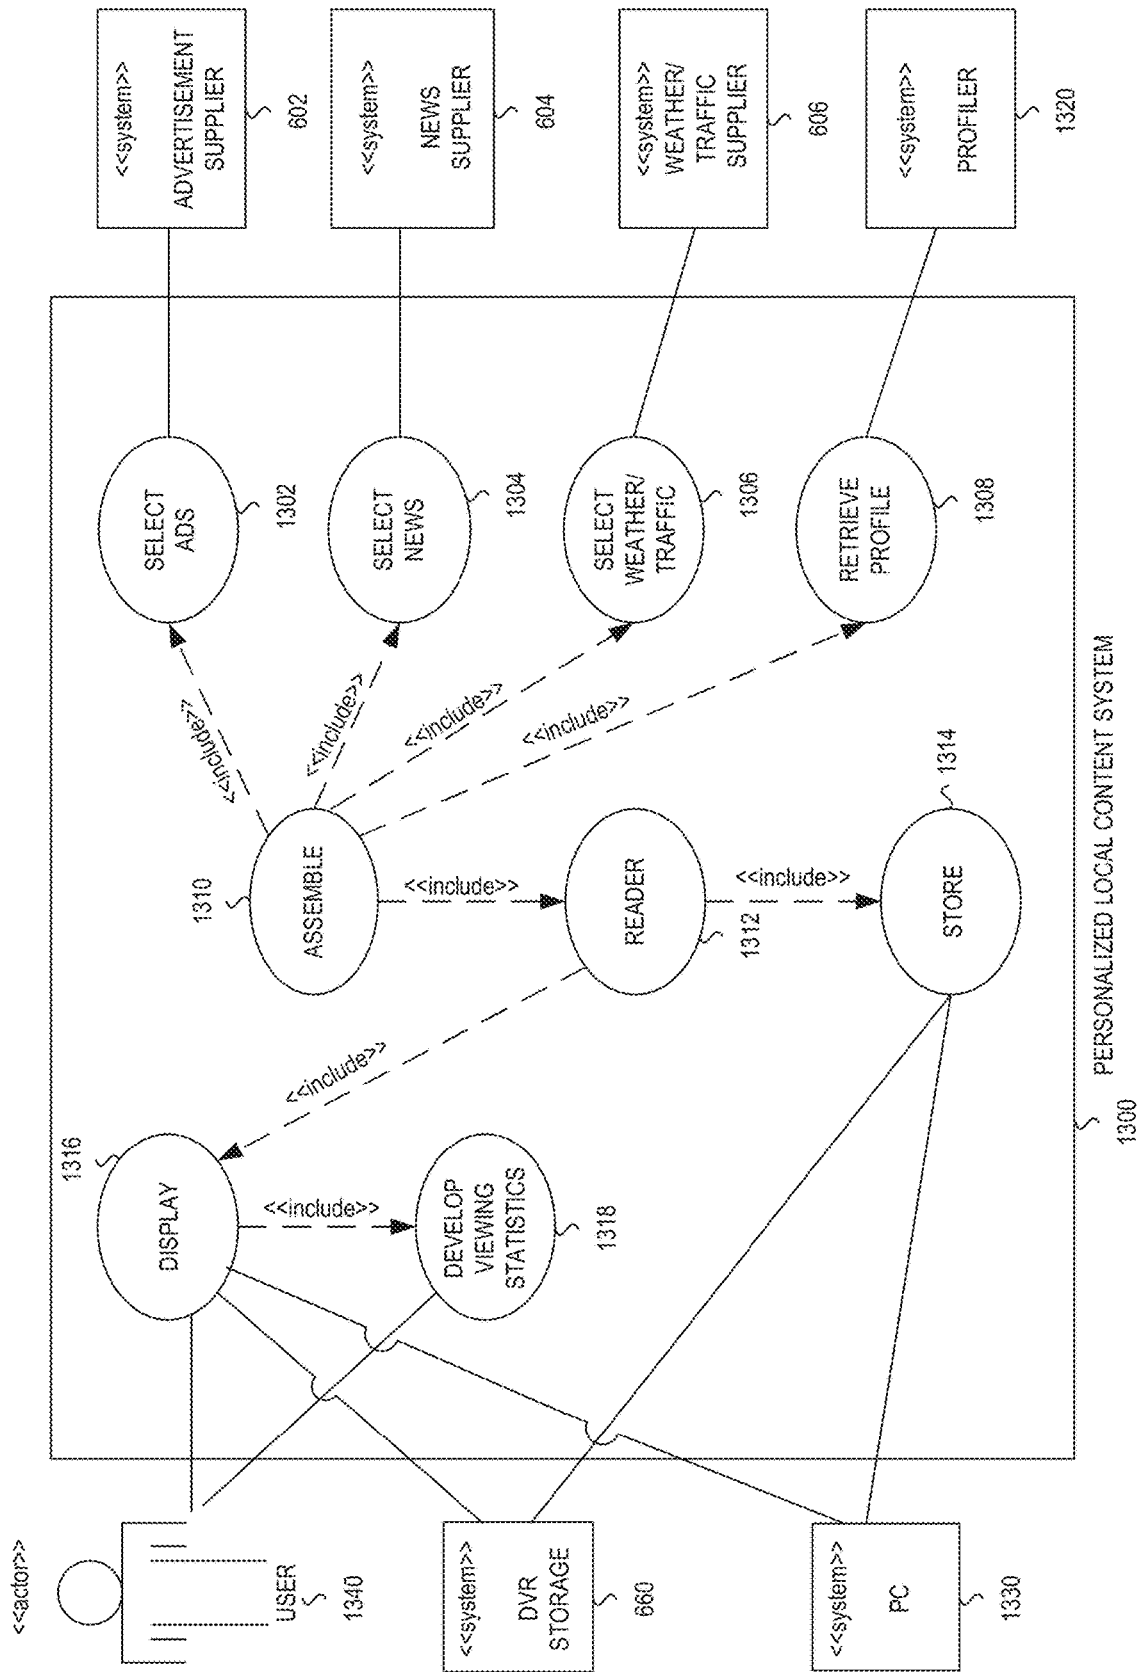 <<actor>>
USER
1340
<<system>>
DVR
STORAGE
660
<<system>>
PC
1330
DISPLAY
1316
<<include>>
DEVELOP
VIEWING
STATISTICS
1318
<<include>>
ASSEMBLE
1310
<<include>>
READER
1312
<<include>>
STORE
1314
<<include>>
<<include>>
<<include>>
<<include>>
SELECT
ADS
1302
SELECT
NEWS
1304
SELECT
WEATHER/
TRAFFIC
1306
RETRIEVE
PROFILE
1308
<<system>>
ADVERTISEMENT
SUPPLIER
602
<<system>>
NEWS
SUPPLIER
604
<<system>>
WEATHER/
TRAFFIC
SUPPLIER
606
<<system>>
PROFILER
1320
1300
PERSONALIZED LOCAL CONTENT SYSTEM